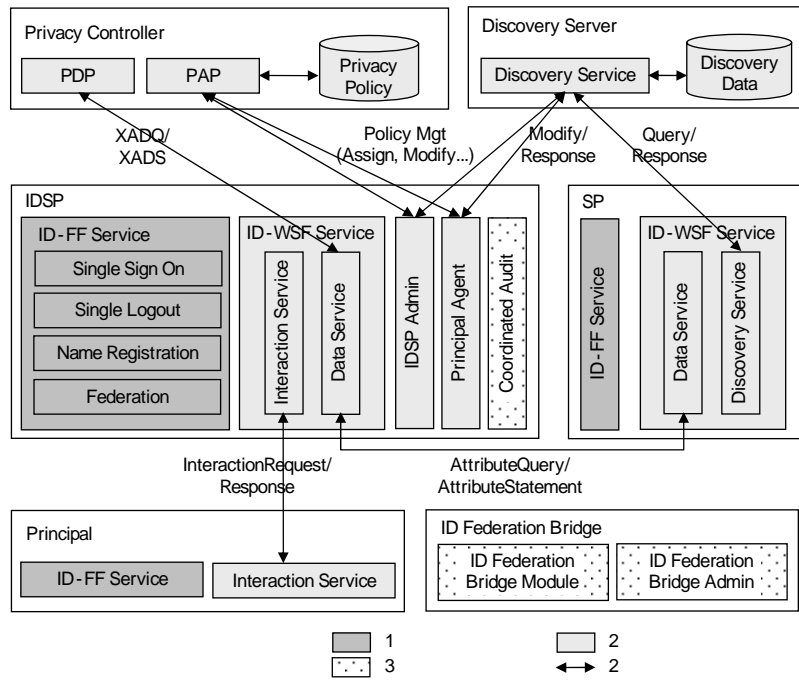 Privacy Controller
PDP
PAP
Privacy
Policy
Discovery Server
Discovery Service
Discovery
Data
XADQ/
XADS
Policy Mgt
(Assign, Modify...)
Modify/
Response
Query/
Response
IDSP
ID-FF Service
Single Sign On
Single Logout
Name Registration
Federation
ID-WSF Service
Interaction Service
Data Service
IDSP Admin
Principal Agent
Coordinated Audit
SP
ID-FF Service
ID-WSF Service
Data Service
Discovery Service
InteractionRequest/
Response
AttributeQuery/
AttributeStatement
Principal
ID-FF Service
Interaction Service
ID Federation Bridge
ID Federation
Bridge Module
ID Federation
Bridge Admin
1
2
3
2